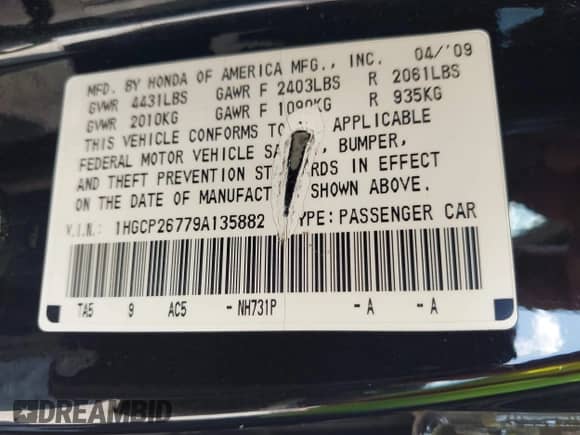 MFD. BY HONDA OF AMERICA MFG., INC. 04/'09
GVWR 4431LBS GAWR F 2403LBS R 2061LBS
GVWR 2010KG GAWR F 1090KG R 935KG
THIS VEHICLE CONFORMS TO APPLICABLE
FEDERAL MOTOR VEHICLE SA , BUMPER,
AND THEFT PREVENTION ST RDS IN EFFECT
ON THE DATE OF MANUFACT SHOWN ABOVE.
V.I.N.: 1HGCP26779A135882 TYPE: PASSENGER CAR
TA5 9 AC5 - NH731P - A - A
DREAMBID